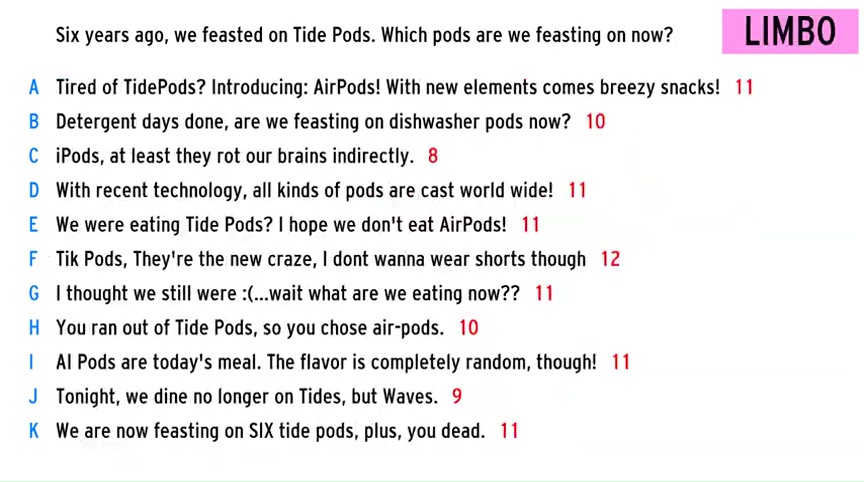 Six years ago, we feasted on Tide Pods. Which pods are we feasting on now?
LIMBO
A Tired of TidePods? Introducing: AirPods! With new elements comes breezy snacks! 11
B Detergent days done, are we feasting on dishwasher pods now? 10
C iPods, at least they rot our brains indirectly. 8
D With recent technology, all kinds of pods are cast world wide! 11
E We were eating Tide Pods? I hope we don't eat AirPods! 11
F Tik Pods, They're the new craze, I dont wanna wear shorts though 12
G I thought we still were :(...wait what are we eating now?? 11
H You ran out of Tide Pods, so you chose air-pods. 10
I AI Pods are today's meal. The flavor is completely random, though! 11
J Tonight, we dine no longer on Tides, but Waves. 9
K We are now feasting on SIX tide pods, plus, you dead. 11